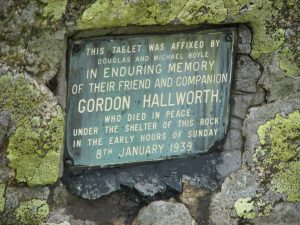 THIS TABLET WAS AFFIXED BY
DOUGLAS AND MICHAEL BOYLE
IN ENDURING MEMORY
OF THEIR FRIEND AND COMPANION
GORDON HALLWORTH
WHO DIED IN PEACE
UNDER THE SHELTER OF THIS ROCK
IN THE EARLY HOURS OF SUNDAY
8TH JANUARY 1939